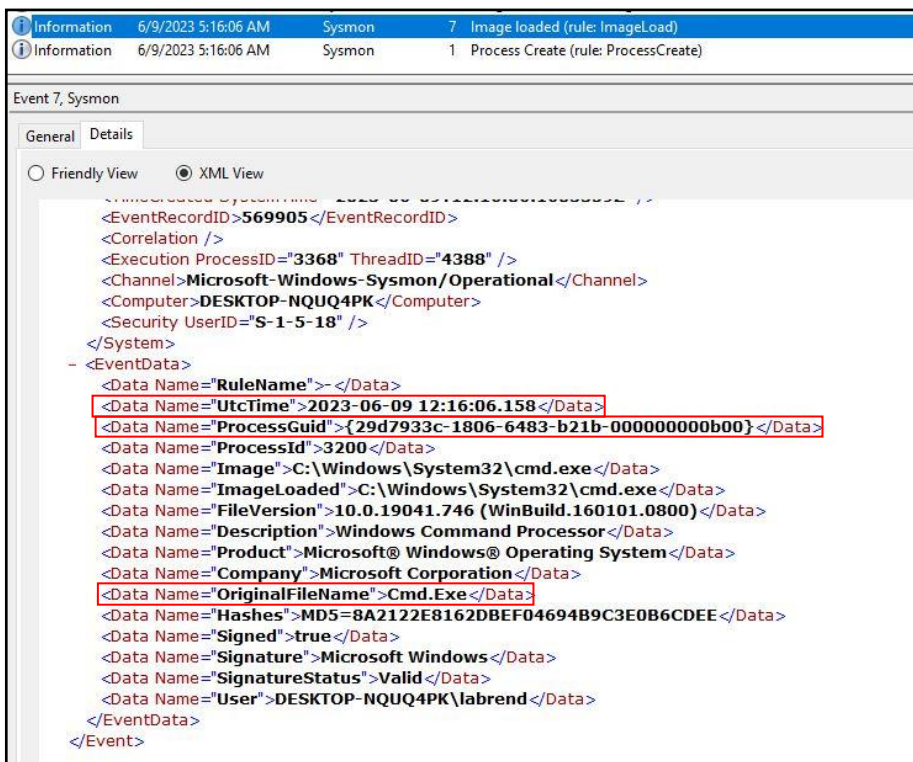 Information 6/9/2023 5:16:06 AM Sysmon 7 Image loaded (rule: ImageLoad)
Information 6/9/2023 5:16:06 AM Sysmon 1 Process Create (rule: ProcessCreate)
Event 7, Sysmon
General Details
Friendly View XML View
<EventRecordID>569905</EventRecordID>
<Correlation />
<Execution ProcessID="3368" ThreadID="4388" />
<Channel>Microsoft-Windows-Sysmon/Operational</Channel>
<Computer>DESKTOP-NQUQ4PK</Computer>
<Security UserID="S-1-5-18" />
</System>
- <EventData>
<Data Name="RuleName">-</Data>
<Data Name="UtcTime">2023-06-09 12:16:06.158</Data>
<Data Name="ProcessGuid">{29d7933c-1806-6483-b21b-000000000b00}</Data>
<Data Name="ProcessId">3200</Data>
<Data Name="Image">C:\Windows\System32\cmd.exe</Data>
<Data Name="ImageLoaded">C:\Windows\System32\cmd.exe</Data>
<Data Name="FileVersion">10.0.19041.746 (WinBuild.160101.0800)</Data>
<Data Name="Description">Windows Command Processor</Data>
<Data Name="Product">Microsoft® Windows® Operating System</Data>
<Data Name="Company">Microsoft Corporation</Data>
<Data Name="OriginalFileName">Cmd.Exe</Data>
<Data Name="Hashes">MD5=8A2122E8162DBEF04694B9C3E0B6CDEE</Data>
<Data Name="Signed">true</Data>
<Data Name="Signature">Microsoft Windows</Data>
<Data Name="SignatureStatus">Valid</Data>
<Data Name="User">DESKTOP-NQUQ4PK\labrend</Data>
</EventData>
</Event>